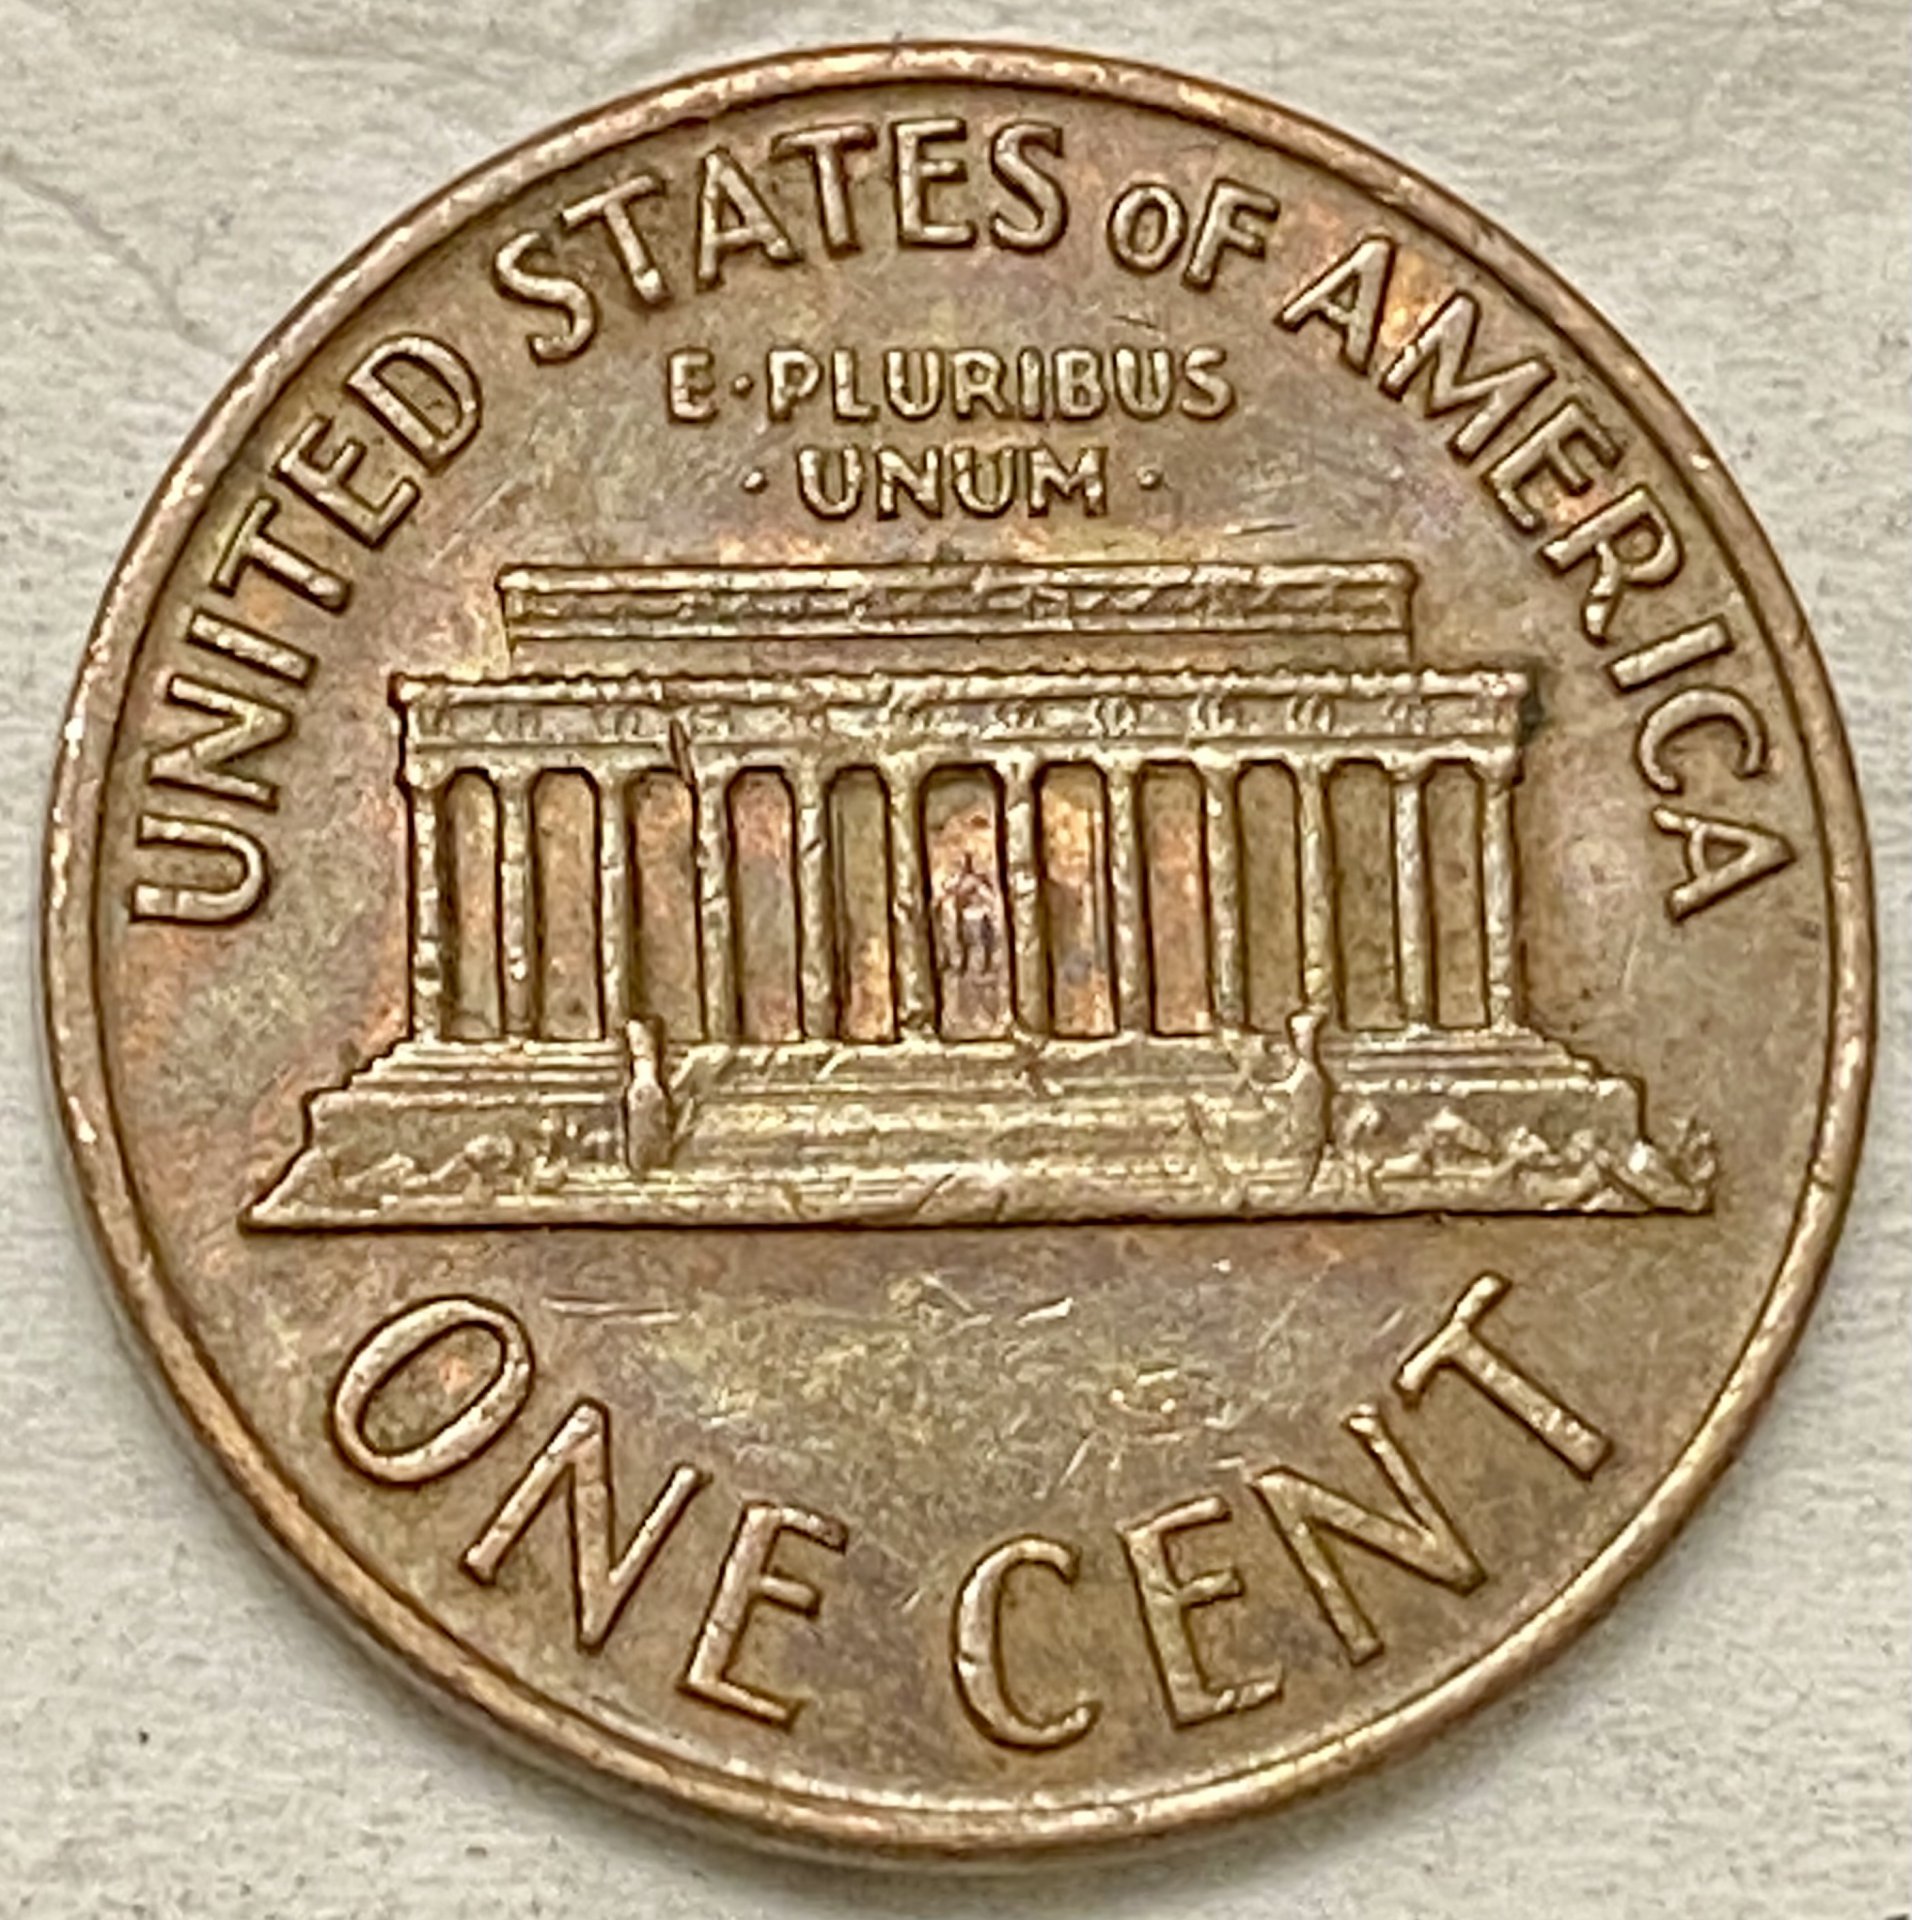 UNITED STATES OF AMERICA
E·PLURIBUS
·UNUM·
ONE CENT